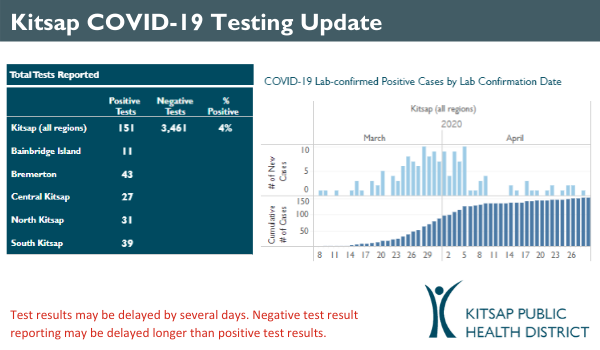 Kitsap COVID-19 Testing Update
Total Tests Reported
Positive Tests Negative Tests % Positive
Kitsap (all regions) 151 3,461 4%
Bainbridge Island 11
Bremerton 43
Central Kitsap 27
North Kitsap 31
South Kitsap 39
COVID-19 Lab-confirmed Positive Cases by Lab Confirmation Date
Kitsap (all regions)
2020
March April
# of New Cases
10
5
0
Cumulative # of Cases
150
100
50
8 11 14 17 20 23 26 30 2 5 8 11 14 17 20 23 26
Test results may be delayed by several days. Negative test result
reporting may be delayed longer than positive test results.
KITSAP PUBLIC
HEALTH DISTRICT